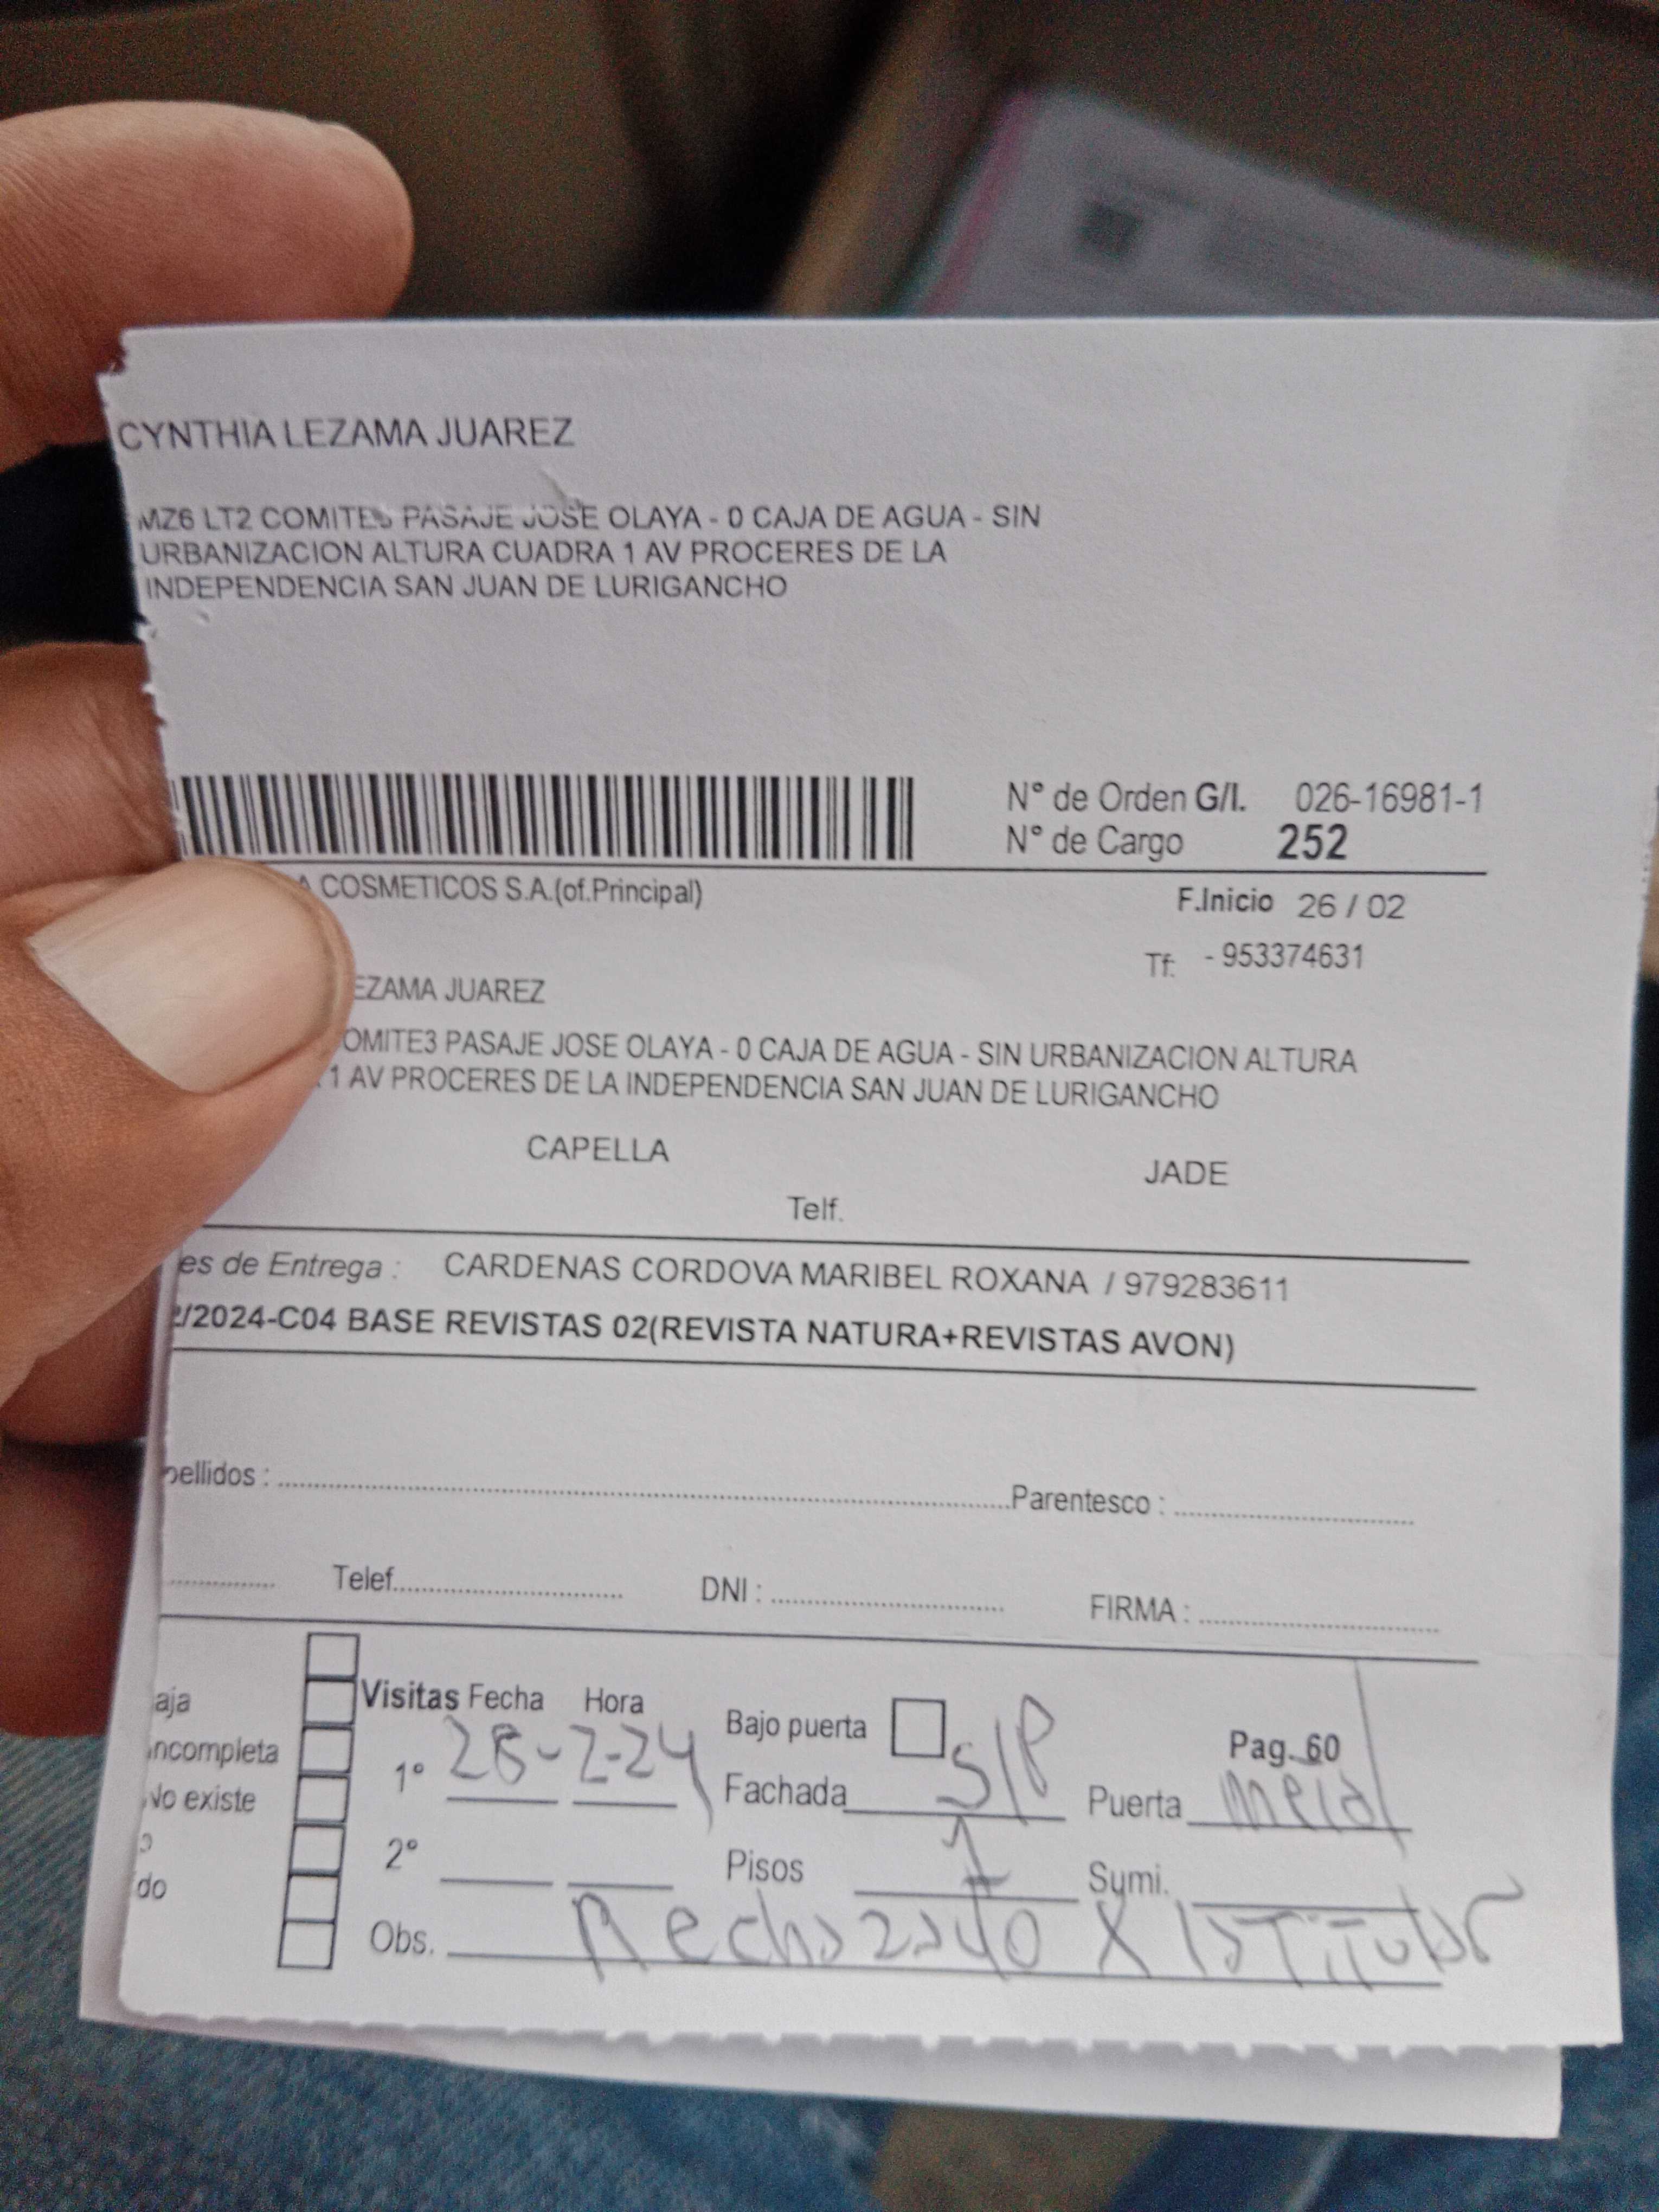 CYNTHIA LEZAMA JUAREZ
MZ6 LT2 COMITE3 PASAJE JOSE OLAYA - 0 CAJA DE AGUA - SIN
URBANIZACION ALTURA CUADRA 1 AV PROCERES DE LA
INDEPENDENCIA SAN JUAN DE LURIGANCHO
N° de Orden G/I. 026-16981-1
N° de Cargo 252
A COSMETICOS S.A.(of.Principal)
F.Inicio 26 / 02
Tf: - 953374631
EZAMA JUAREZ
OMITE3 PASAJE JOSE OLAYA - 0 CAJA DE AGUA - SIN URBANIZACION ALTURA
1 AV PROCERES DE LA INDEPENDENCIA SAN JUAN DE LURIGANCHO
CAPELLA JADE
Telf.
es de Entrega : CARDENAS CORDOVA MARIBEL ROXANA / 979283611
2/2024-C04 BASE REVISTAS 02(REVISTA NATURA+REVISTAS AVON)
pellidos : Parentesco :
Telef. DNI : FIRMA :
Visitas Fecha Hora Bajo puerta S/P Pag. 60
aja
incompleta 1° 28-2-24 Fachada Puerta Metal
No existe
2° Pisos 1 Sumi.
do
Obs. Rechazado X